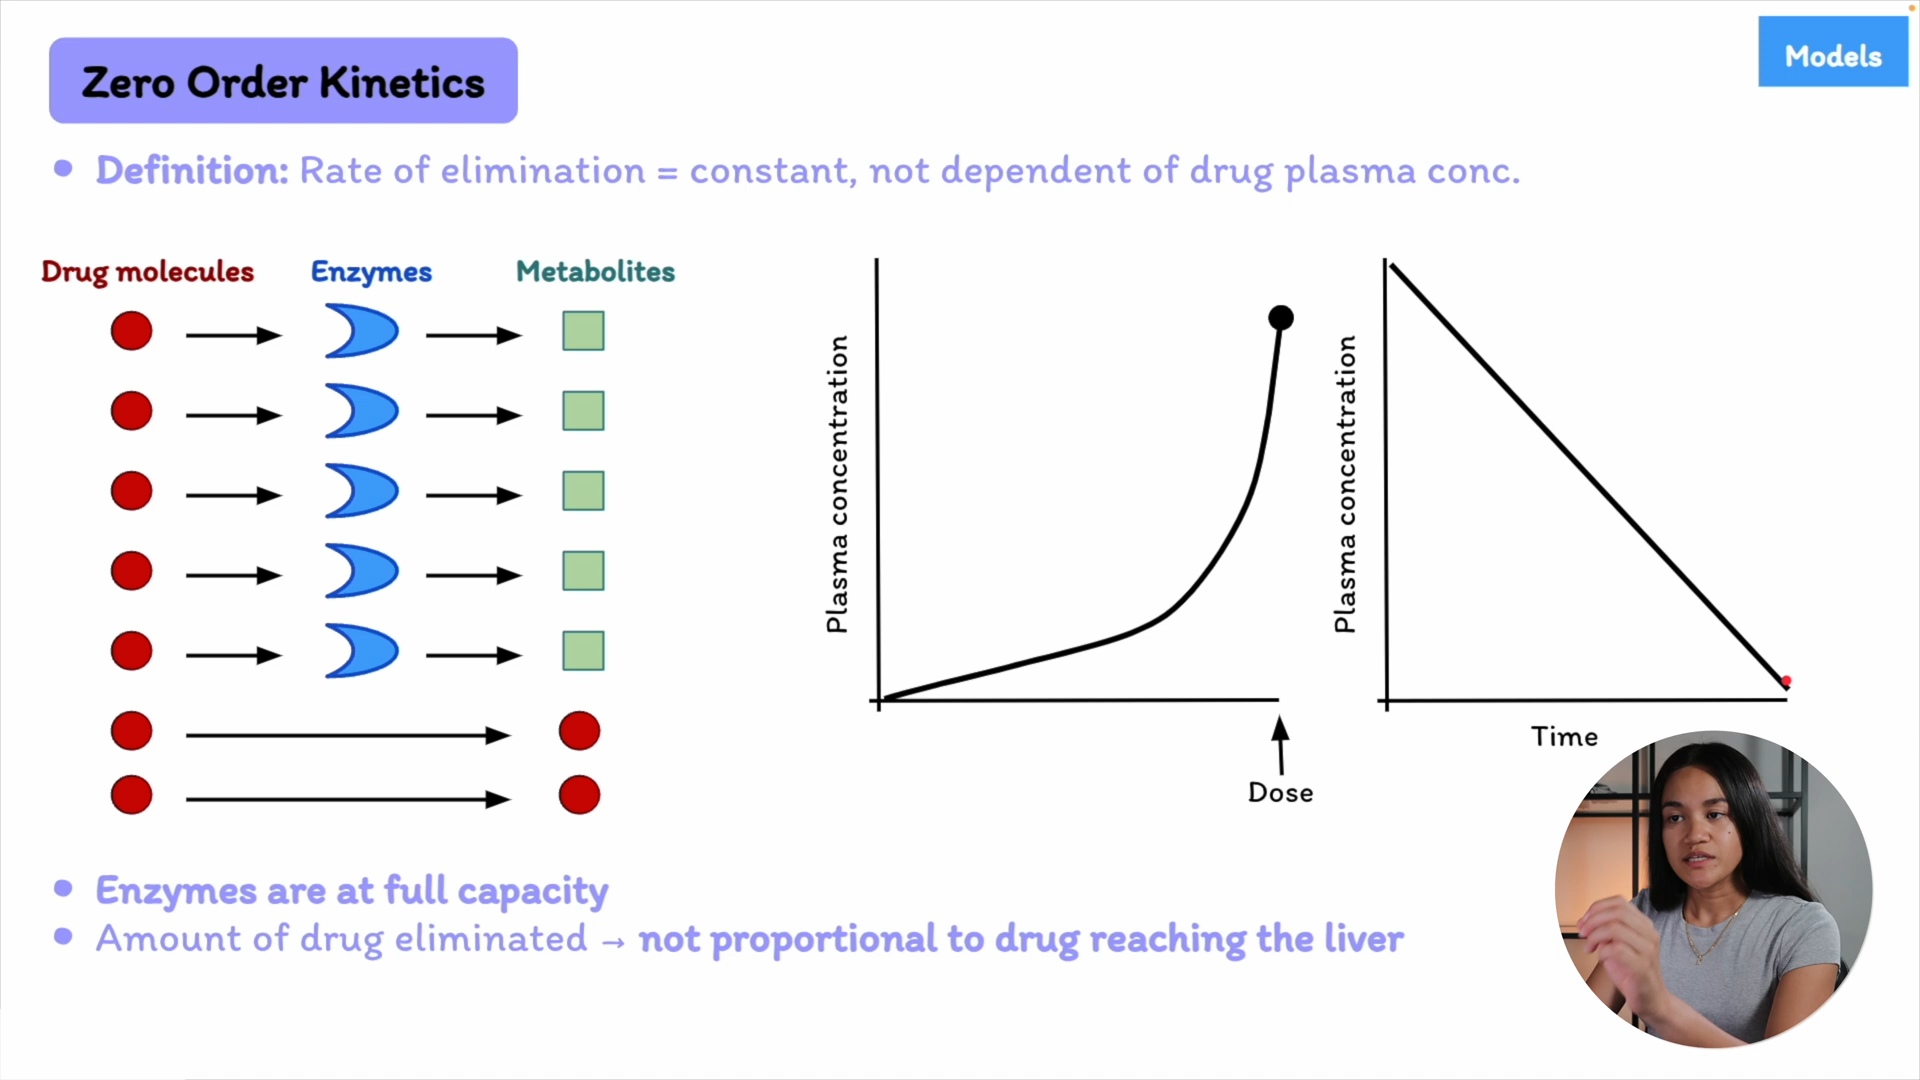 Zero Order Kinetics
Models
• Definition: Rate of elimination = constant, not dependent of drug plasma conc.
Drug molecules
Enzymes
Metabolites
Plasma concentration
Dose
Plasma concentration
Time
• Enzymes are at full capacity
• Amount of drug eliminated → not proportional to drug reaching the liver